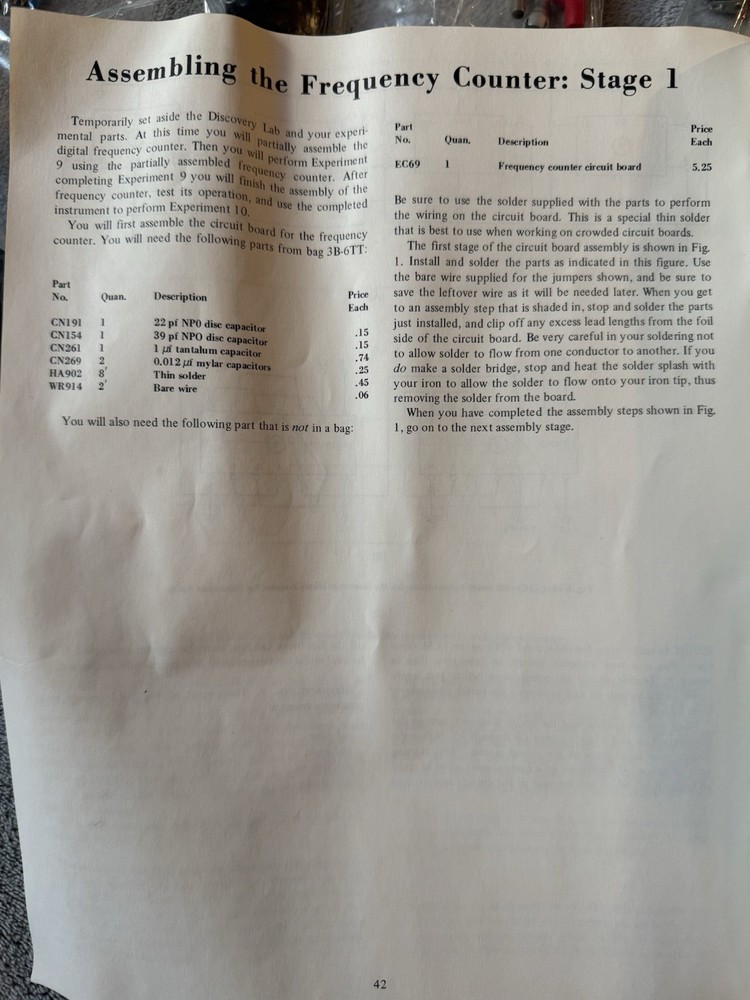 Assembling the Frequency Counter: Stage 1
Temporarily set aside the Discovery Lab and your experi-
mental parts. At this time you will partially assemble the
digital frequency counter. Then you will perform Experiment
9 using the partially assembled frequency counter. After
completing Experiment 9 you will finish the assembly of the
frequency counter, test its operation, and use the completed
instrument to perform Experiment 10.
You will first assemble the circuit board for the frequency
counter. You will need the following parts from bag 3B-6TT:
Part
No. Quan. Description Price
Each
CN191 1 22 pf NP0 disc capacitor .15
CN154 1 39 pf NP0 disc capacitor .15
CN261 1 1 μf tantalum capacitor .74
CN269 2 0.012 μf mylar capacitors .25
HA902 8' Thin solder .45
WR914 2' Bare wire .06
You will also need the following part that is not in a bag:
Part Price
No. Quan. Description Each
EC69 1 Frequency counter circuit board 5.25
Be sure to use the solder supplied with the parts to perform
the wiring on the circuit board. This is a special thin solder
that is best to use when working on crowded circuit boards.
The first stage of the circuit board assembly is shown in Fig.
1. Install and solder the parts as indicated in this figure. Use
the bare wire supplied for the jumpers shown, and be sure to
save the leftover wire as it will be needed later. When you get
to an assembly step that is shaded in, stop and solder the parts
just installed, and clip off any excess lead lengths from the foil
side of the circuit board. Be very careful in your soldering not
to allow solder to flow from one conductor to another. If you
do make a solder bridge, stop and heat the solder splash with
your iron to allow the solder to flow onto your iron tip, thus
removing the solder from the board.
When you have completed the assembly steps shown in Fig.
1, go on to the next assembly stage.
42